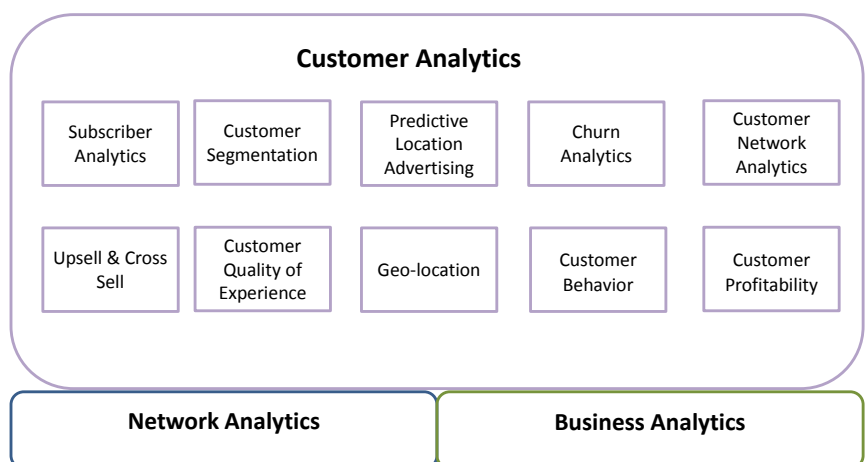 Customer Analytics
Subscriber
Analytics
Customer
Segmentation
Predictive
Location
Advertising
Churn
Analytics
Customer
Network
Analytics
Upsell & Cross
Sell
Customer
Quality of
Experience
Geo-location
Customer
Behavior
Customer
Profitability
Network Analytics
Business Analytics